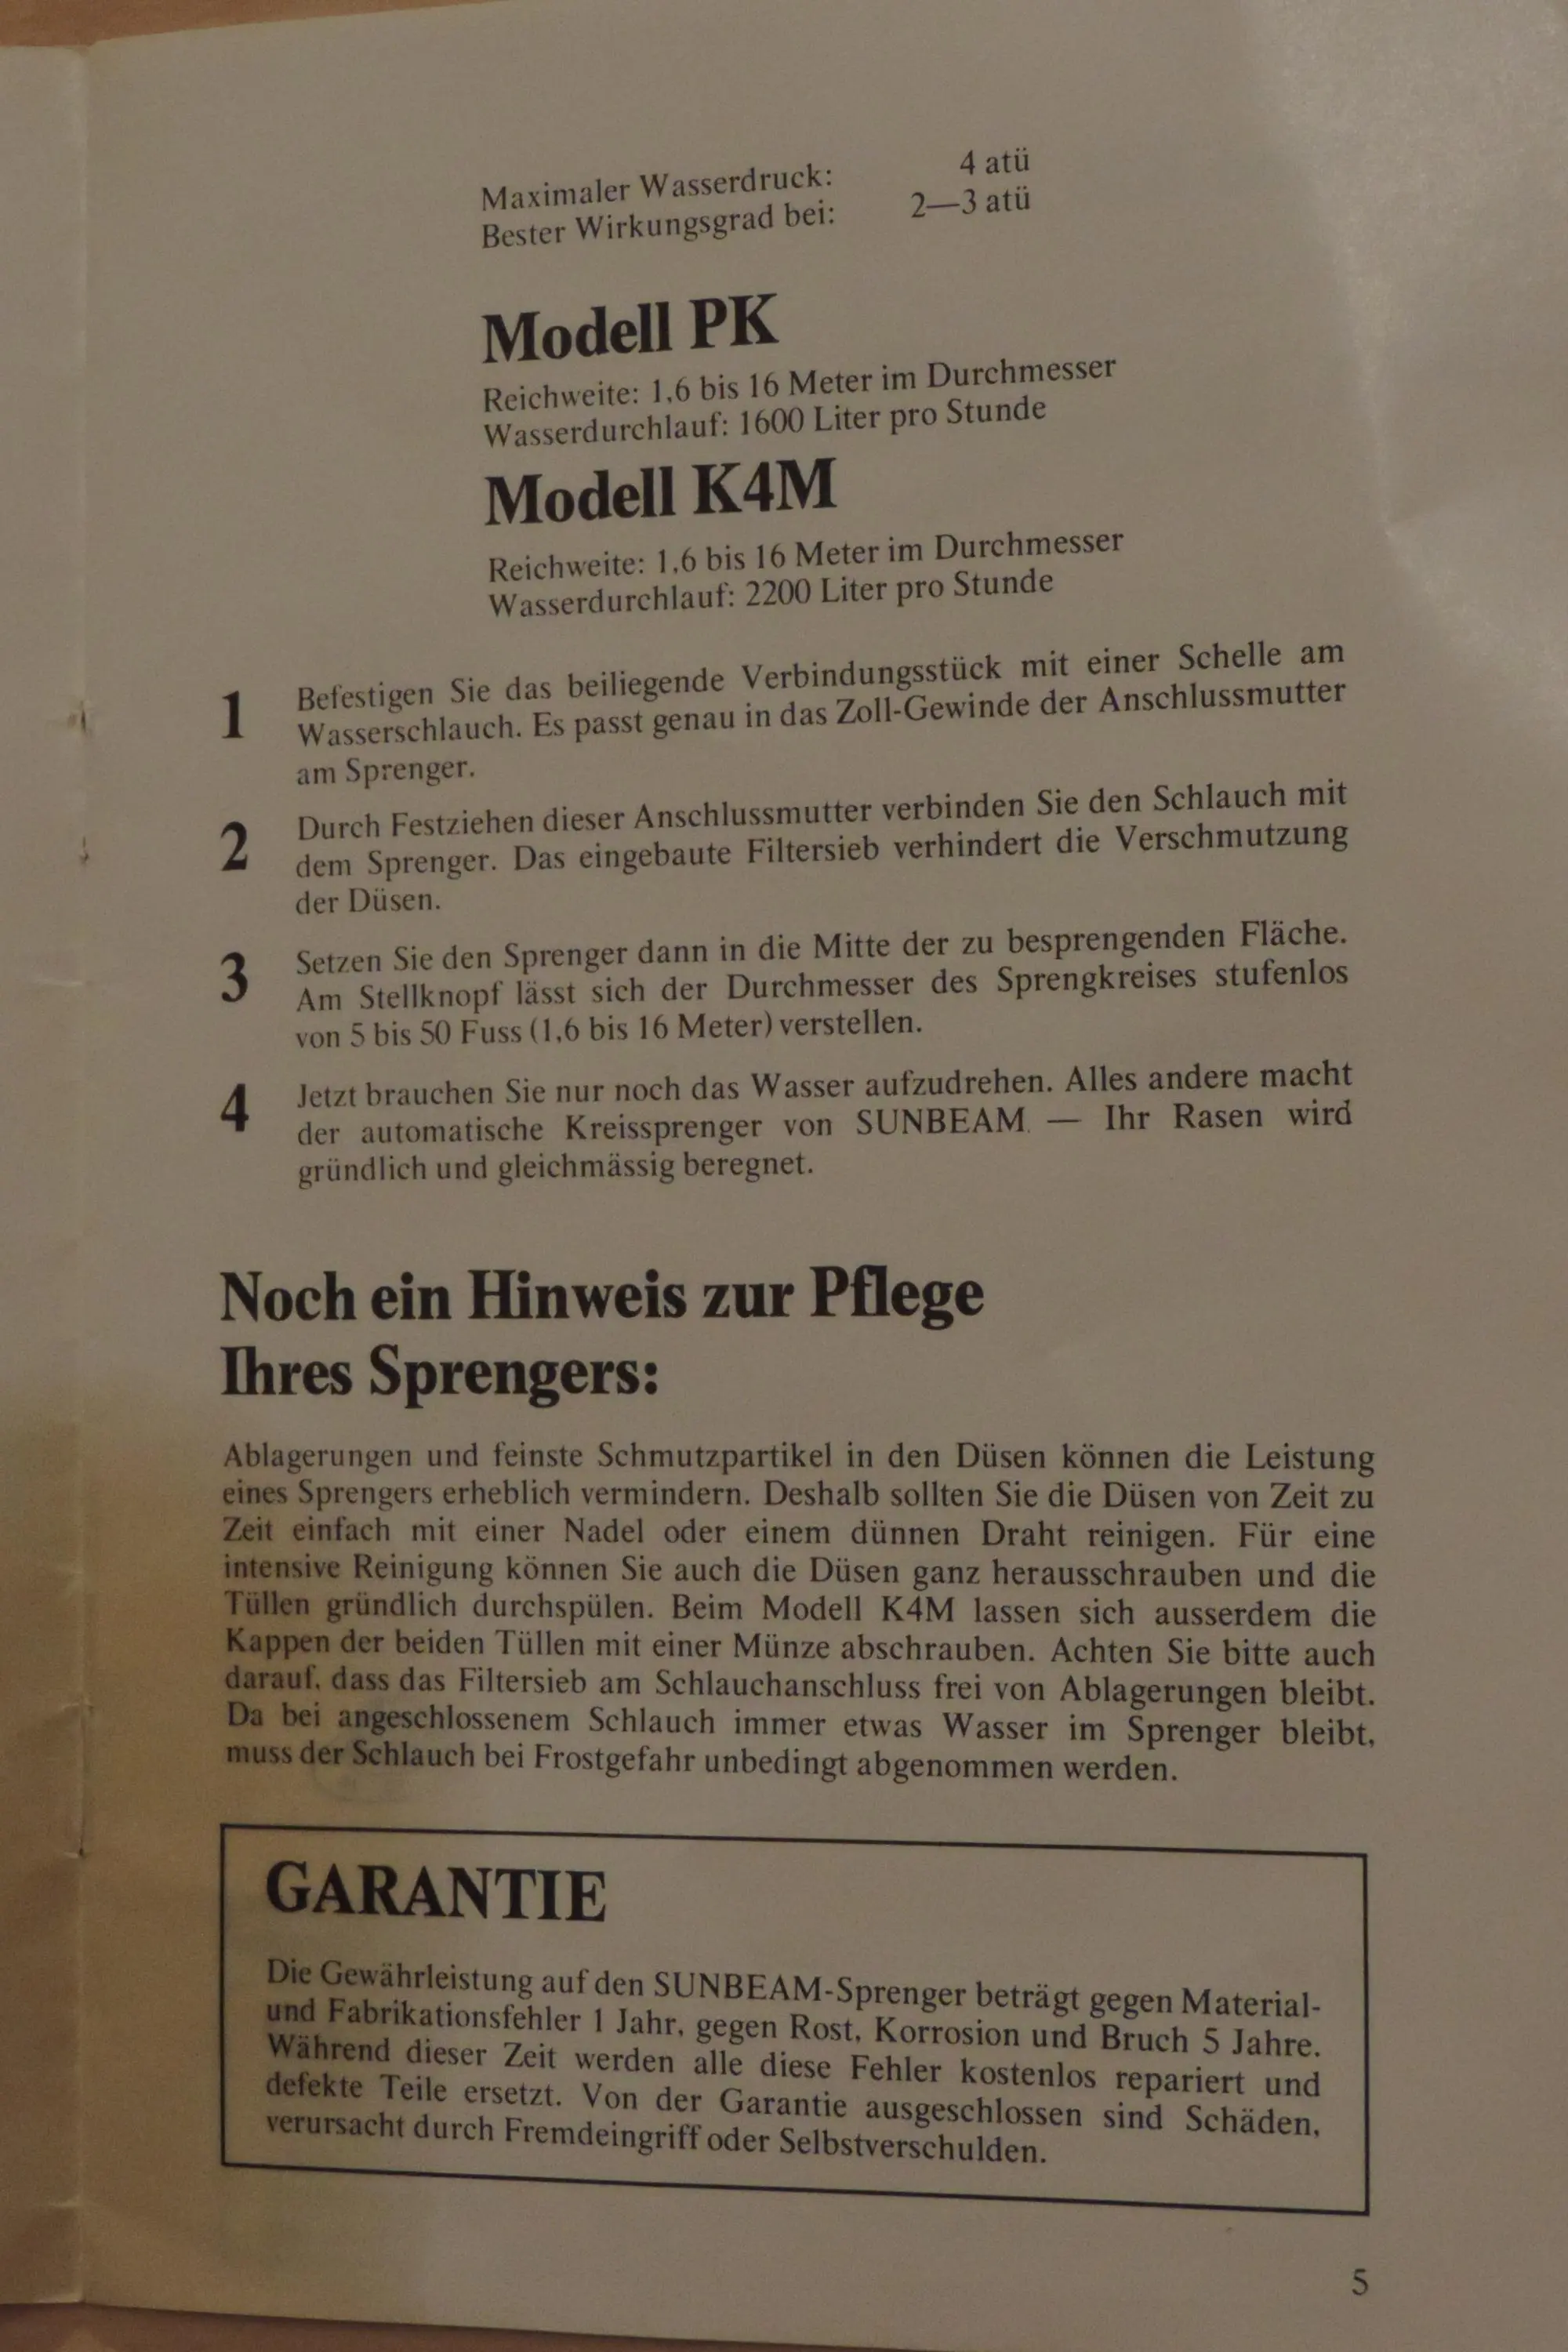 Maximaler Wasserdruck: 4 atü
Bester Wirkungsgrad bei: 2—3 atü
Modell PK
Reichweite: 1,6 bis 16 Meter im Durchmesser
Wasserdurchlauf: 1600 Liter pro Stunde
Modell K4M
Reichweite: 1,6 bis 16 Meter im Durchmesser
Wasserdurchlauf: 2200 Liter pro Stunde
1 Befestigen Sie das beiliegende Verbindungsstück mit einer Schelle am
Wasserschlauch. Es passt genau in das Zoll-Gewinde der Anschlussmutter
am Sprenger.
2 Durch Festziehen dieser Anschlussmutter verbinden Sie den Schlauch mit
dem Sprenger. Das eingebaute Filtersieb verhindert die Verschmutzung
der Düsen.
3 Setzen Sie den Sprenger dann in die Mitte der zu besprengenden Fläche.
Am Stellknopf lässt sich der Durchmesser des Sprengkreises stufenlos
von 5 bis 50 Fuss (1,6 bis 16 Meter) verstellen.
4 Jetzt brauchen Sie nur noch das Wasser aufzudrehen. Alles andere macht
der automatische Kreissprenger von SUNBEAM. — Ihr Rasen wird
gründlich und gleichmässig beregnet.
Noch ein Hinweis zur Pflege
Ihres Sprengers:
Ablagerungen und feinste Schmutzpartikel in den Düsen können die Leistung
eines Sprengers erheblich vermindern. Deshalb sollten Sie die Düsen von Zeit zu
Zeit einfach mit einer Nadel oder einem dünnen Draht reinigen. Für eine
intensive Reinigung können Sie auch die Düsen ganz herausschrauben und die
Tüllen gründlich durchspülen. Beim Modell K4M lassen sich ausserdem die
Kappen der beiden Tüllen mit einer Münze abschrauben. Achten Sie bitte auch
darauf, dass das Filtersieb am Schlauchanschluss frei von Ablagerungen bleibt.
Da bei angeschlossenem Schlauch immer etwas Wasser im Sprenger bleibt,
muss der Schlauch bei Frostgefahr unbedingt abgenommen werden.
GARANTIE
Die Gewährleistung auf den SUNBEAM-Sprenger beträgt gegen Material-
und Fabrikationsfehler 1 Jahr, gegen Rost, Korrosion und Bruch 5 Jahre.
Während dieser Zeit werden alle diese Fehler kostenlos repariert und
defekte Teile ersetzt. Von der Garantie ausgeschlossen sind Schäden,
verursacht durch Fremdeingriff oder Selbstverschulden.
5